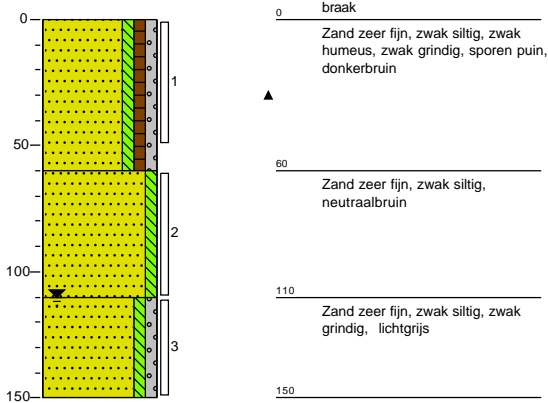 0
50
100
150
1
2
3
0
braak
Zand zeer fijn, zwak siltig, zwak
humeus, zwak grindig, sporen puin,
donkerbruin
60
Zand zeer fijn, zwak siltig,
neutraalbruin
110
Zand zeer fijn, zwak siltig, zwak
grindig, lichtgrijs
150